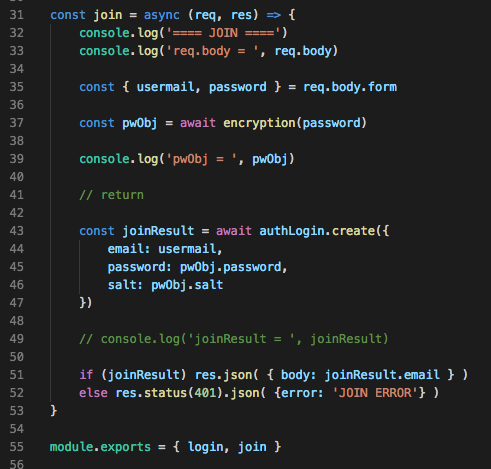 31 const join = async (req, res) => {
32 console.log('==== JOIN ====')
33 console.log('req.body = ', req.body)
34
35 const { usermail, password } = req.body.form
36
37 const pwObj = await encryption(password)
38
39 console.log('pwObj = ', pwObj)
40
41 // return
42
43 const joinResult = await authLogin.create({
44 email: usermail,
45 password: pwObj.password,
46 salt: pwObj.salt
47 })
48
49 // console.log('joinResult = ', joinResult)
50
51 if (joinResult) res.json( { body: joinResult.email } )
52 else res.status(401).json( {error: 'JOIN ERROR'} )
53 }
54
55 module.exports = { login, join }
56